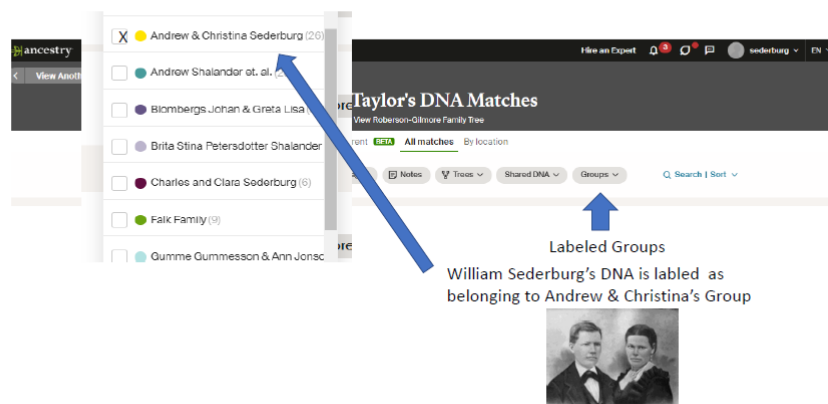 X Andrew & Christina Sederburg (26)
Andrew Shalander et. al.
Blombergs Johan & Greta Lisa
Brita Stina Petersdotter Shalander
Charles and Clara Sederburg (6)
Falk Family (9)
Gumme Gummesson & Ann Jonsc
ancestry
Hire an Expert
sederburg
EN
View Anoth
Taylor's DNA Matches
View Roberson-Gilmore Family Tree
rent BETA All matches By location
Notes Trees Shared DNA Groups Search | Sort
Labeled Groups
William Sederburg's DNA is labled as
belonging to Andrew & Christina's Group